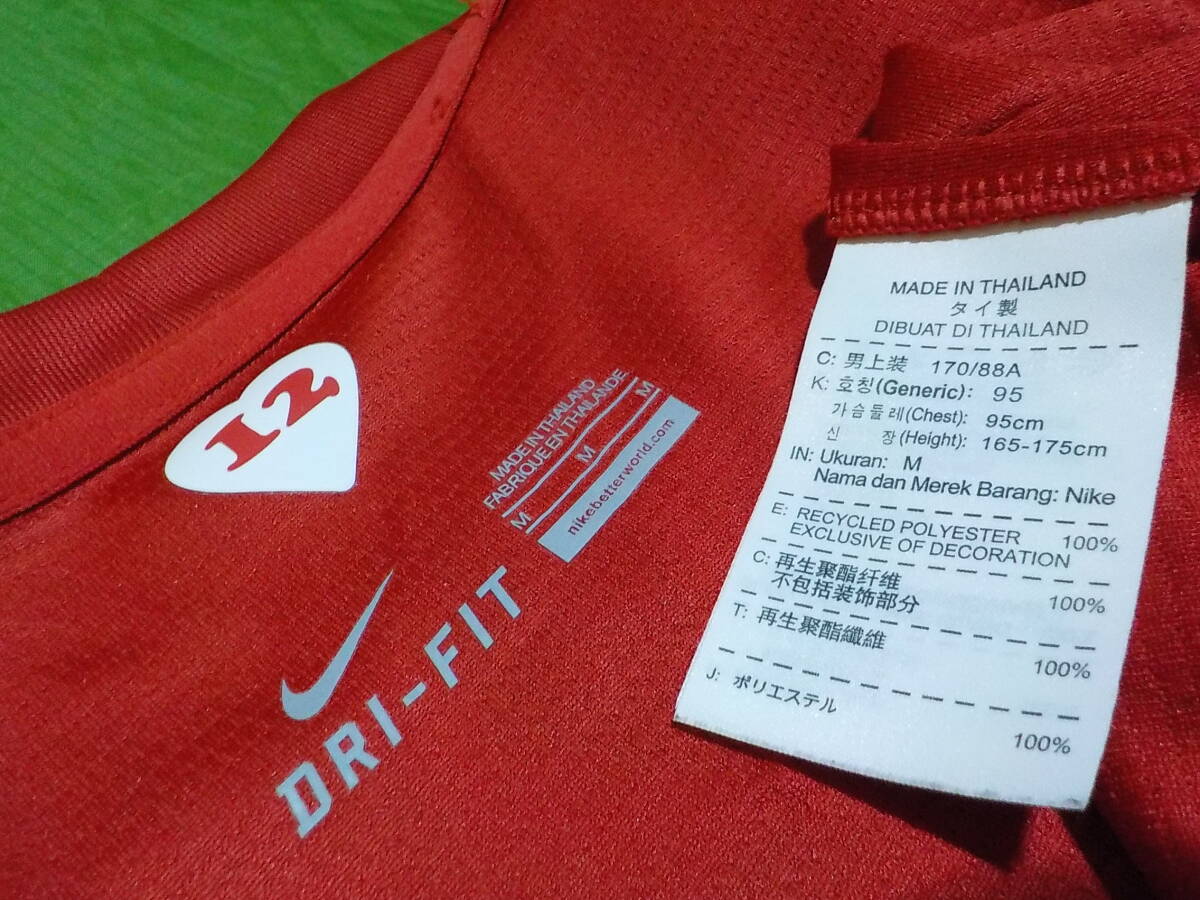 12
MADE IN THAILAND
FABRIQUE EN THAILANDE
M M M
nikebetterworld.com
DRI-FIT
MADE IN THAILAND
タイ製
DIBUAT DI THAILAND
C: 男上装 170/88A
K: 호칭(Generic): 95
가슴둘레(Chest): 95cm
신 장(Height): 165-175cm
IN: Ukuran: M
Nama dan Merek Barang: Nike
E: RECYCLED POLYESTER 100%
EXCLUSIVE OF DECORATION
C: 再生聚酯纤维 100%
不包括装饰部分
T: 再生聚酯纖維 100%
J: ポリエステル 100%